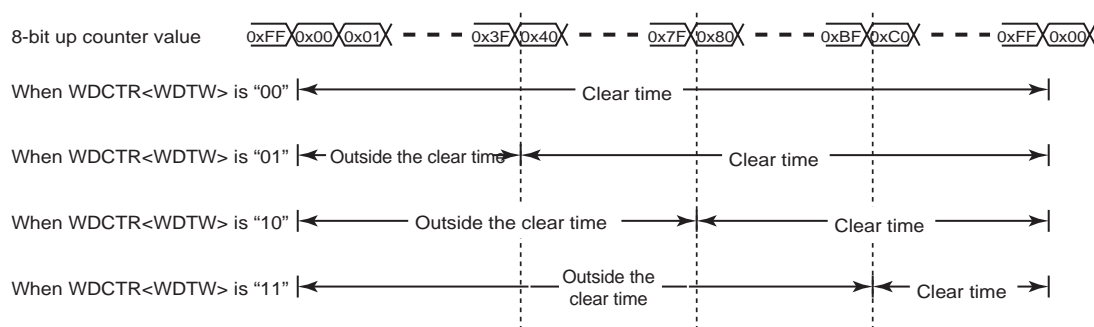 8-bit up counter value 0xFF 0x00 0x01 0x3F 0x40 0x7F 0x80 0xBF 0xC0 0xFF 0x00
When WDCTR<WDTW> is “00” Clear time
When WDCTR<WDTW> is “01” Outside the clear time Clear time
When WDCTR<WDTW> is “10” Outside the clear time Clear time
When WDCTR<WDTW> is “11” Outside the
clear time Clear time